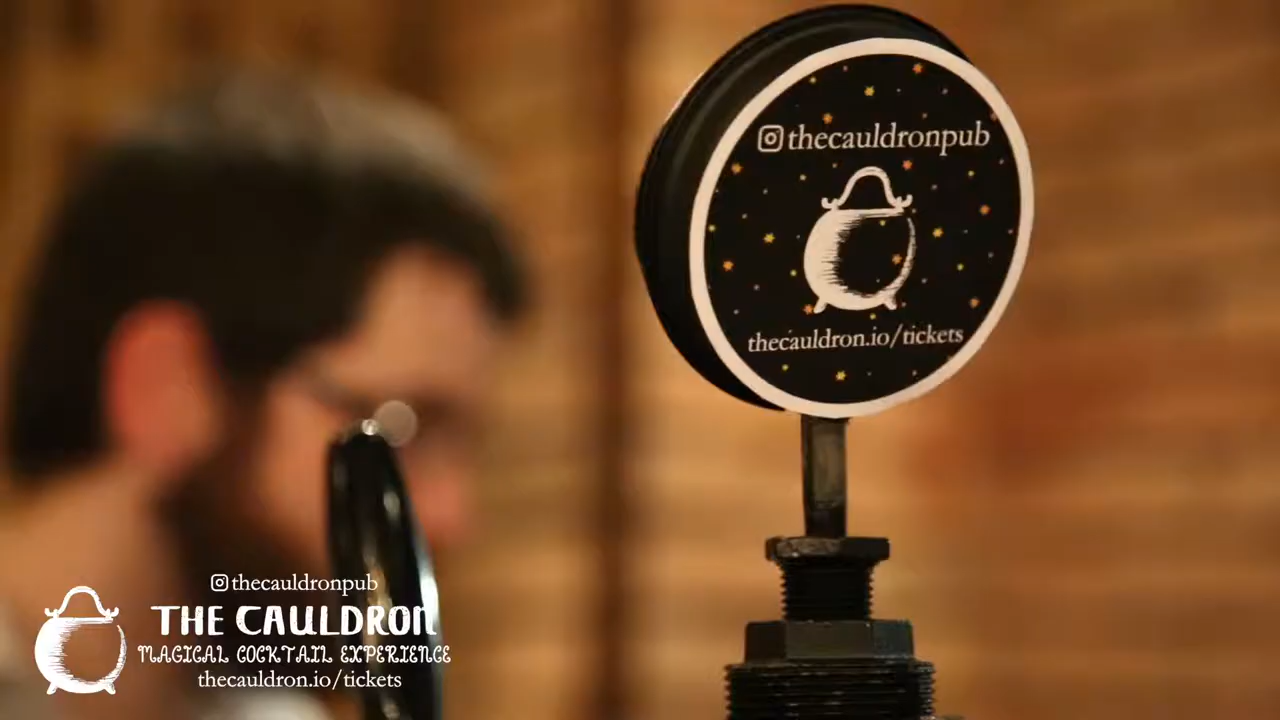 thecauldronpub
thecauldron.io/tickets
thecauldronpub
THE CAULDRON
MAGICAL COCKTAIL EXPERIENCE
thecauldron.io/tickets